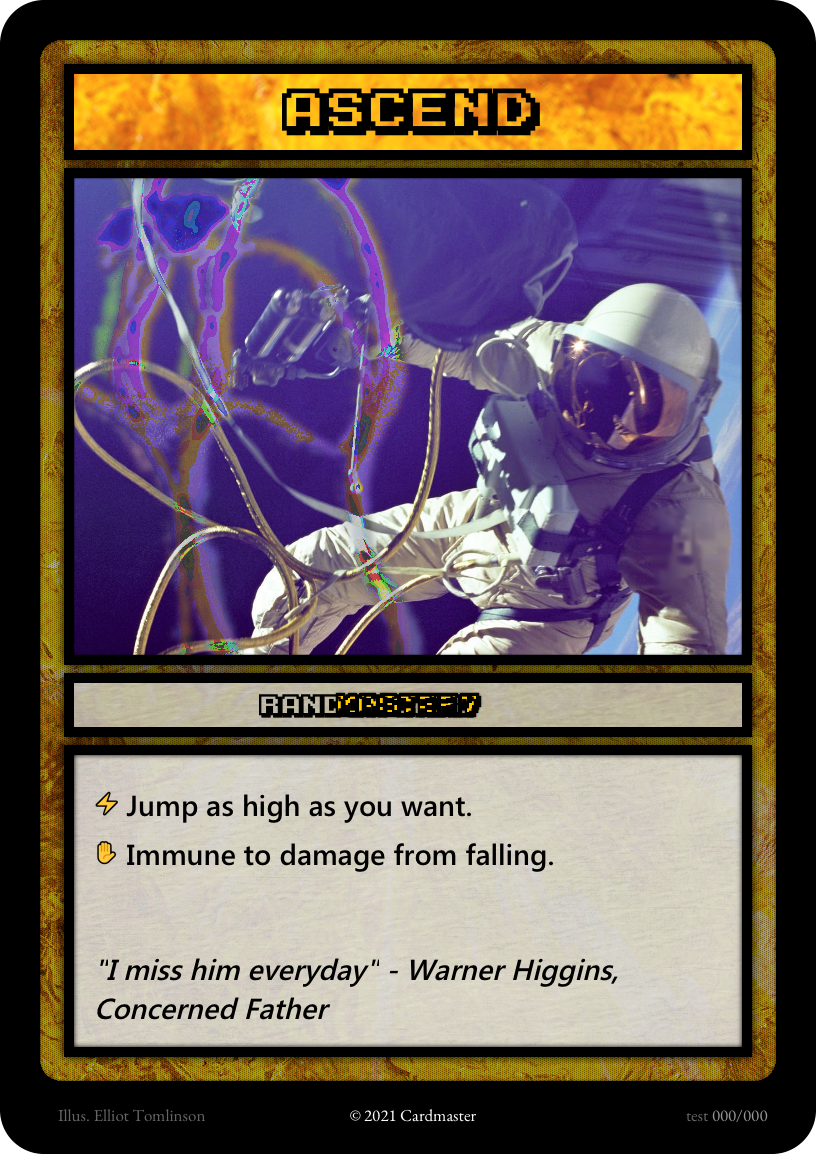 ASCEND
Jump as high as you want.
Immune to damage from falling.
"I miss him everyday" - Warner Higgins,
Concerned Father
Illus. Elliot Tomlinson
© 2021 Cardmaster
test 000/000